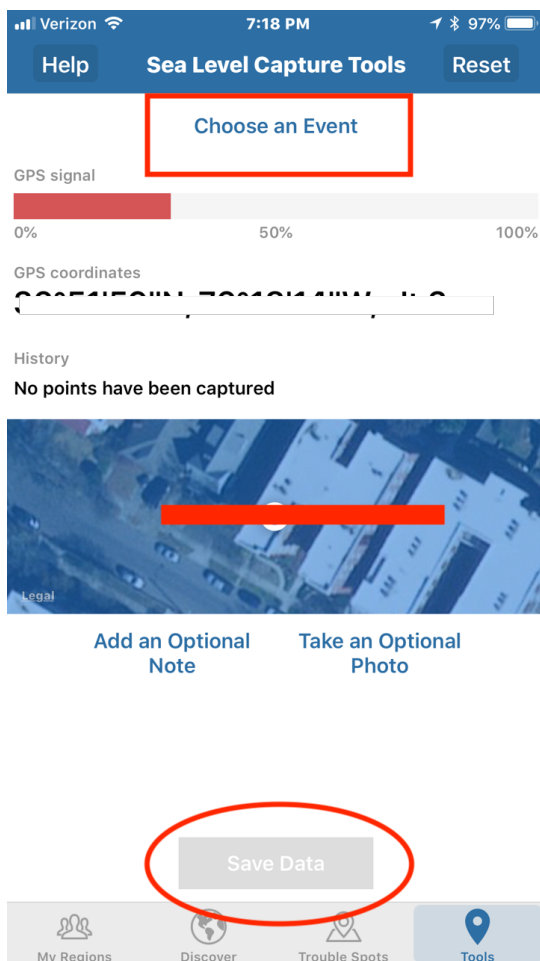 Verizon 7:18 PM 97%
Help Sea Level Capture Tools Reset
Choose an Event
GPS signal
0% 50% 100%
GPS coordinates
History
No points have been captured
Legal
Add an Optional Take an Optional
Note Photo
Save Data
My Regions Discover Trouble Spots Tools